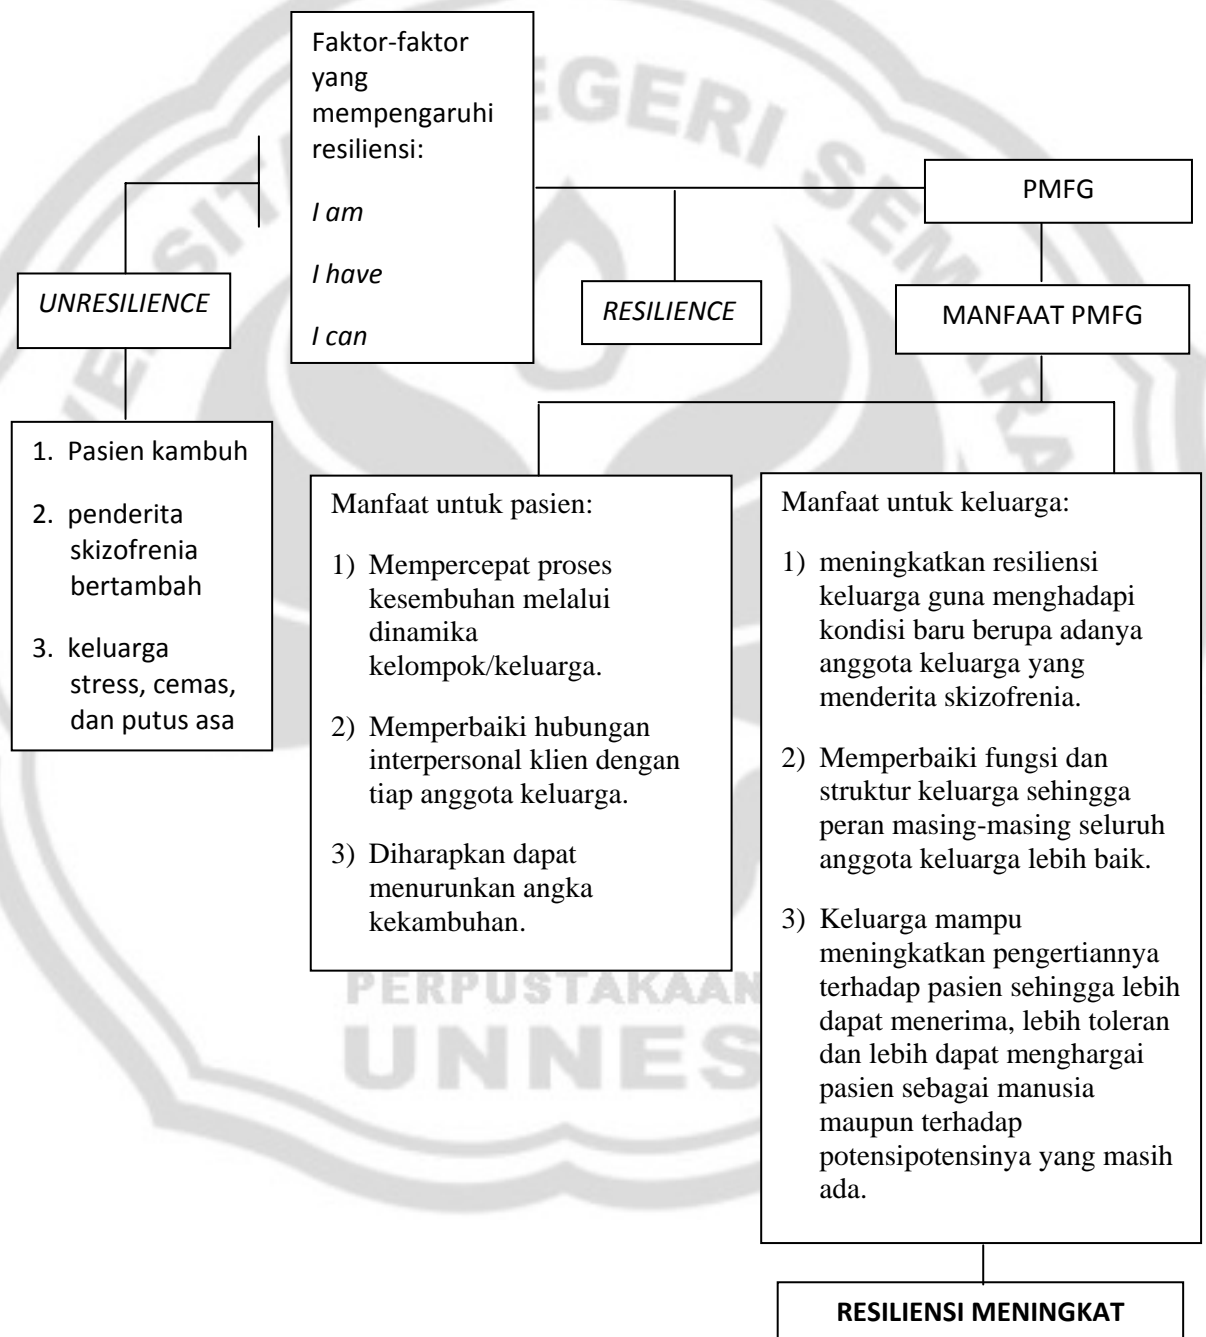 Faktor-faktor
yang
mempengaruhi
resiliensi:
I am
I have
I can
PMFG
UNRESILIENCE
RESILIENCE
MANFAAT PMFG
1. Pasien kambuh
2. penderita
skizofrenia
bertambah
3. keluarga
stress, cemas,
dan putus asa
Manfaat untuk pasien:
1) Mempercepat proses
kesembuhan melalui
dinamika
kelompok/keluarga.
2) Memperbaiki hubungan
interpersonal klien dengan
tiap anggota keluarga.
3) Diharapkan dapat
menurunkan angka
kekambuhan.
Manfaat untuk keluarga:
1) meningkatkan resiliensi
keluarga guna menghadapi
kondisi baru berupa adanya
anggota keluarga yang
menderita skizofrenia.
2) Memperbaiki fungsi dan
struktur keluarga sehingga
peran masing-masing seluruh
anggota keluarga lebih baik.
3) Keluarga mampu
meningkatkan pengertiannya
terhadap pasien sehingga lebih
dapat menerima, lebih toleran
dan lebih dapat menghargai
pasien sebagai manusia
maupun terhadap
potensipotensinya yang masih
ada.
RESILIENSI MENINGKAT
PERPUSTAKAAN
UNNES